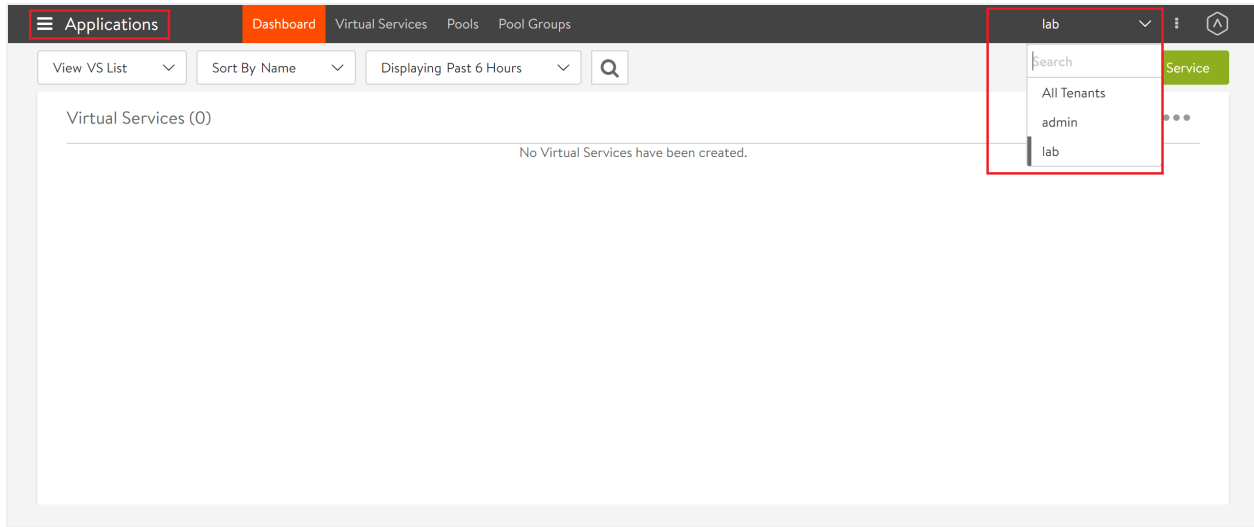 Applications Dashboard Virtual Services Pools Pool Groups lab
View VS List Sort By Name Displaying Past 6 Hours Search Service
All Tenants
Virtual Services (0)
admin
No Virtual Services have been created.
lab